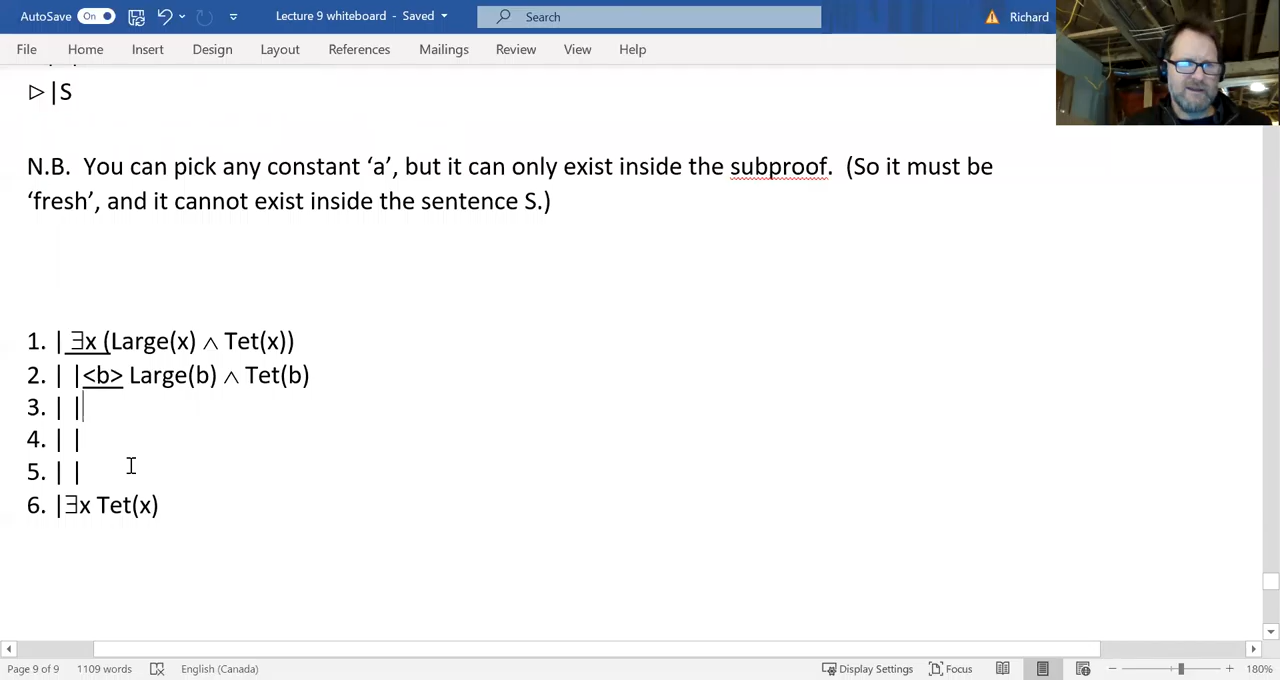 AutoSave On Lecture 9 whiteboard - Saved Search Richard
File Home Insert Design Layout References Mailings Review View Help
▷|S
N.B. You can pick any constant ‘a’, but it can only exist inside the subproof. (So it must be
‘fresh’, and it cannot exist inside the sentence S.)
1. | ∃x (Large(x) ∧ Tet(x))
2. | |<b> Large(b) ∧ Tet(b)
3. | |
4. | |
5. | |
6. |∃x Tet(x)
Page 9 of 9 1109 words English (Canada) Display Settings Focus 180%